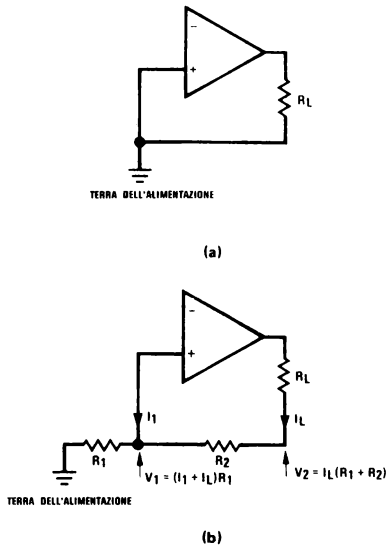 −
+
RL
TERRA DELL'ALIMENTAZIONE
(a)
−
+
RL
I1
IL
R1
R2
V1 = (I1 + IL)R1
V2 = IL(R1 + R2)
TERRA DELL'ALIMENTAZIONE
(b)